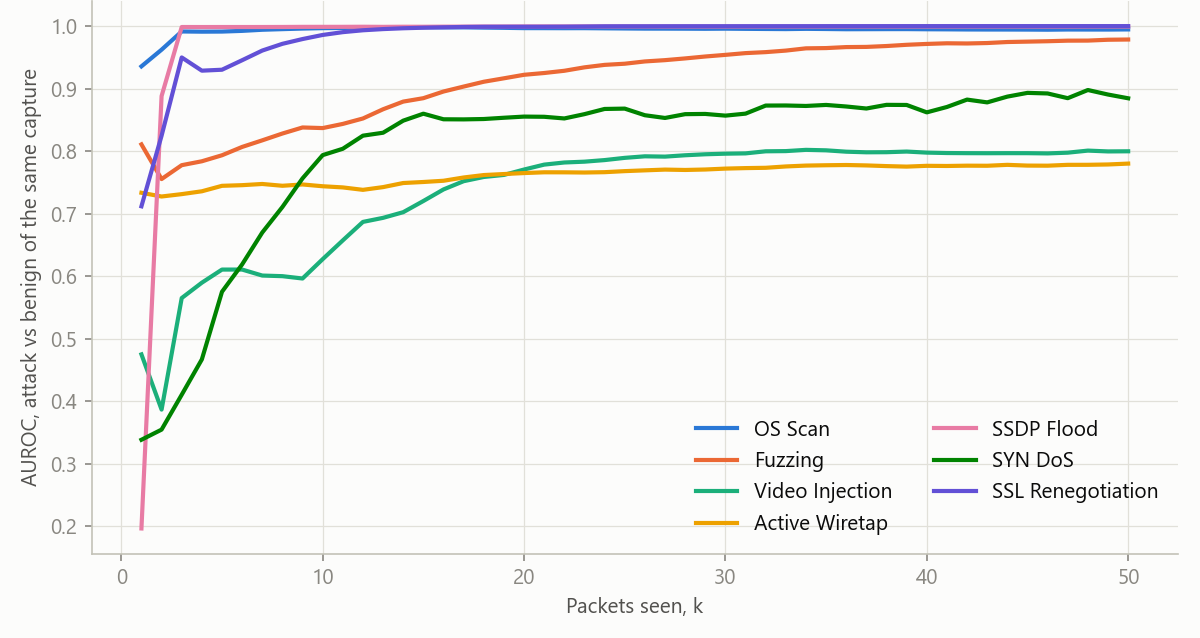 1.0
0.9
0.8
0.7
0.6
0.5
0.4
0.3
0.2
AUROC, attack vs benign of the same capture
OS Scan
Fuzzing
Video Injection
Active Wiretap
SSDP Flood
SYN DoS
SSL Renegotiation
0 10 20 30 40 50
Packets seen, k